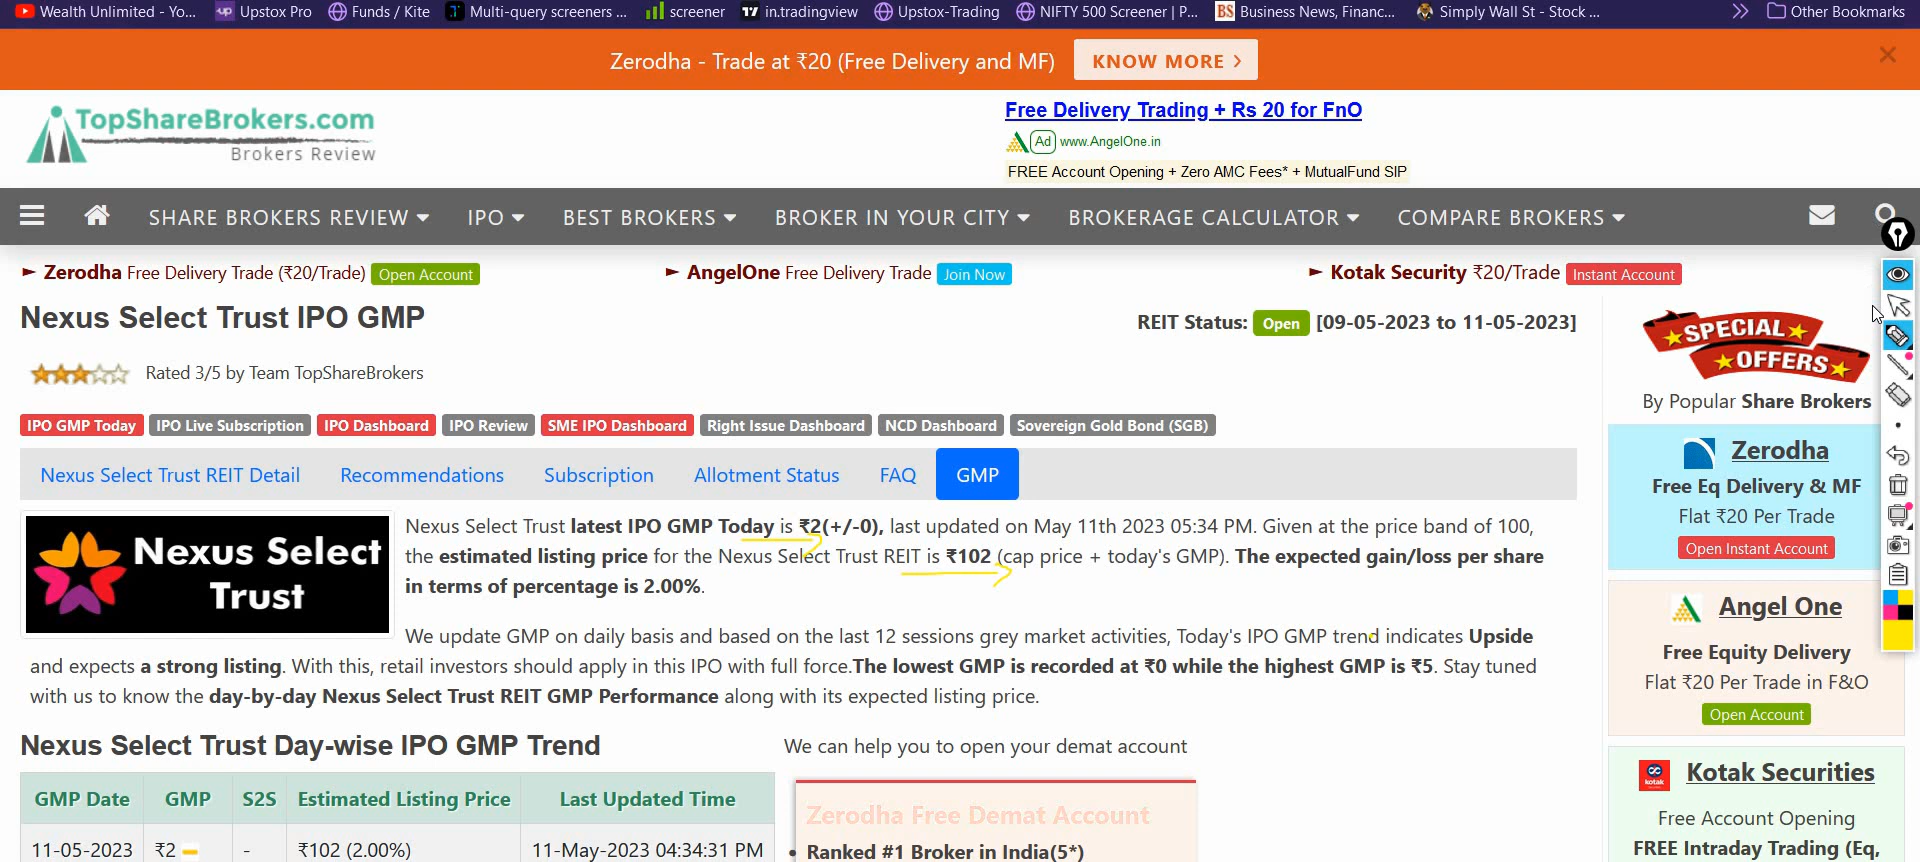 Wealth Unlimited - Yo...
Upstox Pro
Funds / Kite
Multi-query screeners ...
screener
in.tradingview
Upstox-Trading
NIFTY 500 Screener | P...
BS Business News, Financ...
Simply Wall St - Stock ...
Other Bookmarks
Zerodha - Trade at ₹20 (Free Delivery and MF) KNOW MORE
TopShareBrokers.com
Brokers Review
Free Delivery Trading + Rs 20 for FnO
Ad www.AngelOne.in
FREE Account Opening + Zero AMC Fees* + MutualFund SIP
SHARE BROKERS REVIEW IPO BEST BROKERS BROKER IN YOUR CITY BROKERAGE CALCULATOR COMPARE BROKERS
► Zerodha Free Delivery Trade (₹20/Trade) Open Account
► AngelOne Free Delivery Trade Join Now
► Kotak Security ₹20/Trade Instant Account
Nexus Select Trust IPO GMP
REIT Status: Open [09-05-2023 to 11-05-2023]
Rated 3/5 by Team TopShareBrokers
IPO GMP Today IPO Live Subscription IPO Dashboard IPO Review SME IPO Dashboard Right Issue Dashboard NCD Dashboard Sovereign Gold Bond (SGB)
Nexus Select Trust REIT Detail Recommendations Subscription Allotment Status FAQ GMP
Nexus Select
Trust
Nexus Select Trust latest IPO GMP Today is ₹2(+/-0), last updated on May 11th 2023 05:34 PM. Given at the price band of 100,
the estimated listing price for the Nexus Select Trust REIT is ₹102 (cap price + today's GMP). The expected gain/loss per share
in terms of percentage is 2.00%.
We update GMP on daily basis and based on the last 12 sessions grey market activities, Today's IPO GMP trend indicates Upside
and expects a strong listing. With this, retail investors should apply in this IPO with full force.The lowest GMP is recorded at ₹0 while the highest GMP is ₹5. Stay tuned
with us to know the day-by-day Nexus Select Trust REIT GMP Performance along with its expected listing price.
Nexus Select Trust Day-wise IPO GMP Trend
GMP Date GMP S2S Estimated Listing Price Last Updated Time
11-05-2023 ₹2 - ₹102 (2.00%) 11-May-2023 04:34:31 PM
We can help you to open your demat account
Zerodha Free Demat Account
• Ranked #1 Broker in India(5*)
SPECIAL
OFFERS
By Popular Share Brokers
Zerodha
Free Eq Delivery & MF
Flat ₹20 Per Trade
Open Instant Account
Angel One
Free Equity Delivery
Flat ₹20 Per Trade in F&O
Open Account
kotak
Kotak Securities
Free Account Opening
FREE Intraday Trading (Eq,